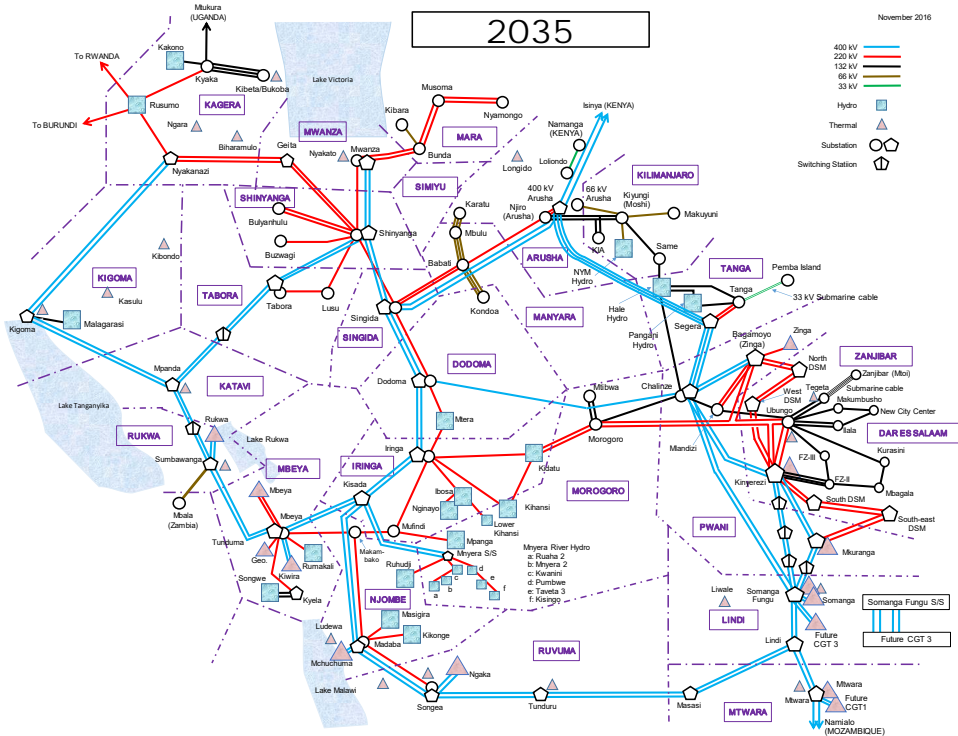 2035
November 2016
400 kV
220 kV
132 kV
66 kV
33 kV
Hydro
Thermal
Substation
Switching Statiion
Mtukura
(UGANDA)
Kakono
To RWANDA
Kyaka
Kibeta/Bukoba
Rusumo
KAGERA
To BURUNDI
Ngara
Biharamulo
Lake Victoria
Musoma
Nyamongo
Kibara
MWANZA
MARA
Bunda
Geita
Nyakato
Mwanza
Nyakanazi
SIMIYU
Longido
Isinya (KENYA)
Namanga
(KENYA)
Loliondo
KILIMANJARO
SHINYANGA
Bulyanhulu
Buzwagi
Shinyanga
Karatu
Mbulu
Babati
Kondoa
400 kV
Arusha
66 kV
Arusha
Kiyungi
(Moshi)
Makuyuni
Njiro
(Arusha)
KIA
ARUSHA
NYM
Hydro
Same
TANGA
Tanga
Pemba Island
33 kV Submarine cable
Kibondo
KIGOMA
Kasulu
TABORA
Tabora
Lusu
Singida
SINGIDA
MANYARA
Hale
Hydro
Pangani
Hydro
Segera
Kigoma
Malagarasi
Mpanda
KATAVI
DODOMA
Dodoma
Bagamoyo
(Zinga)
Zinga
North
DSM
ZANJIBAR
Zanjibar (Mtoi)
Submarine cable
Tegeta
West
DSM
Makumbusho
New City Center
Ubungo
Ilala
DAR ES SALAAM
Kurasini
Mtibwa
Chalinze
Morogoro
Mlandizi
FZ-III
FZ-II
Mbagala
Kinyerezi
South DSM
South-east
DSM
Lake Tanganyika
Rukwa
Lake Rukwa
RUKWA
Sumbawanga
Mbala
(Zambia)
MBEYA
Mbeya
IRINGA
Iringa
Mtera
Kidatu
Kisada
Ibosa
Nginayo
Lower
Kihansi
Kihansi
MOROGORO
PWANI
Mkuranga
Tunduma
Mbeya
Geo.
Kiwira
Rumakali
Songwe
Kyela
Makam-
bako
Mufindi
Mpanga
Mnyera S/S
Ruhudji
a
b
c
d
e
f
Mnyera River Hydro
a: Ruaha 2
b: Mnyera 2
c: Kwanini
d: Pumbwe
e: Taveta 3
f: Kisingo
NJOMBE
Masigira
Ludewa
Kikonge
Madaba
Mchuchuma
Lake Malawi
Ngaka
Songea
RUVUMA
Tunduru
Masasi
Liwale
Somanga
Fungu
Somanga
LINDI
Future
CGT 3
Somanga Fungu S/S
Future CGT 3
Lindi
MTWARA
Mtwara
Mtwara
Future
CGT1
Namialo
(MOZAMBIQUE)